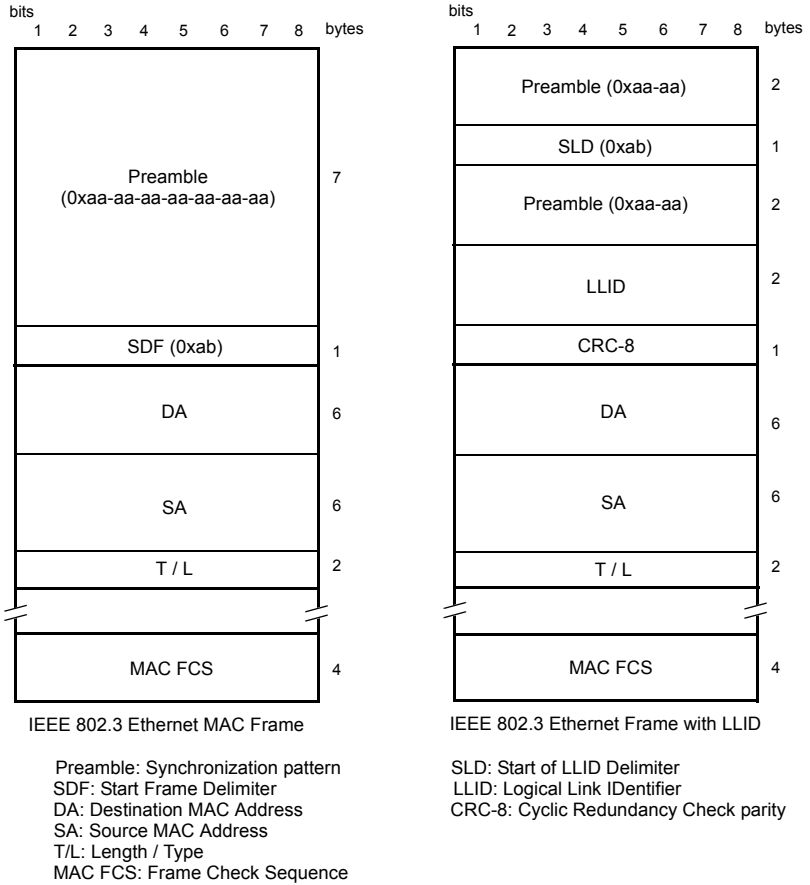 bits
1 2 3 4 5 6 7 8 bytes
Preamble
(0xaa-aa-aa-aa-aa-aa-aa)
7
SDF (0xab)
1
DA
6
SA
6
T / L
2
MAC FCS
4
IEEE 802.3 Ethernet MAC Frame
Preamble: Synchronization pattern
SDF: Start Frame Delimiter
DA: Destination MAC Address
SA: Source MAC Address
T/L: Length / Type
MAC FCS: Frame Check Sequence
bits
1 2 3 4 5 6 7 8 bytes
Preamble (0xaa-aa)
2
SLD (0xab)
1
Preamble (0xaa-aa)
2
LLID
2
CRC-8
1
DA
6
SA
6
T / L
2
MAC FCS
4
IEEE 802.3 Ethernet Frame with LLID
SLD: Start of LLID Delimiter
LLID: Logical Link IDentifier
CRC-8: Cyclic Redundancy Check parity